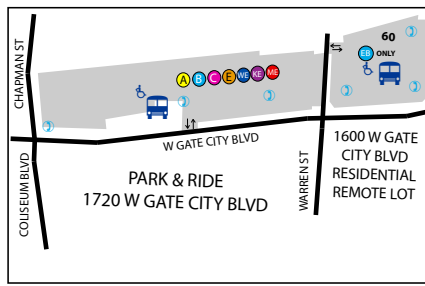 CHAPMAN ST
60
EB ONLY
A B C E WE KE ME
W GATE CITY BLVD
COLISEUM BLVD
PARK & RIDE
1720 W GATE CITY BLVD
WARREN ST
1600 W GATE
CITY BLVD
RESIDENTIAL
REMOTE LOT